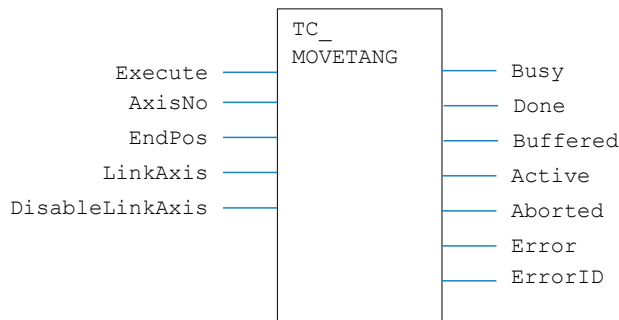 TC_
MOVETANG
Execute
AxisNo
EndPos
LinkAxis
DisableLinkAxis
Busy
Done
Buffered
Active
Aborted
Error
ErrorID